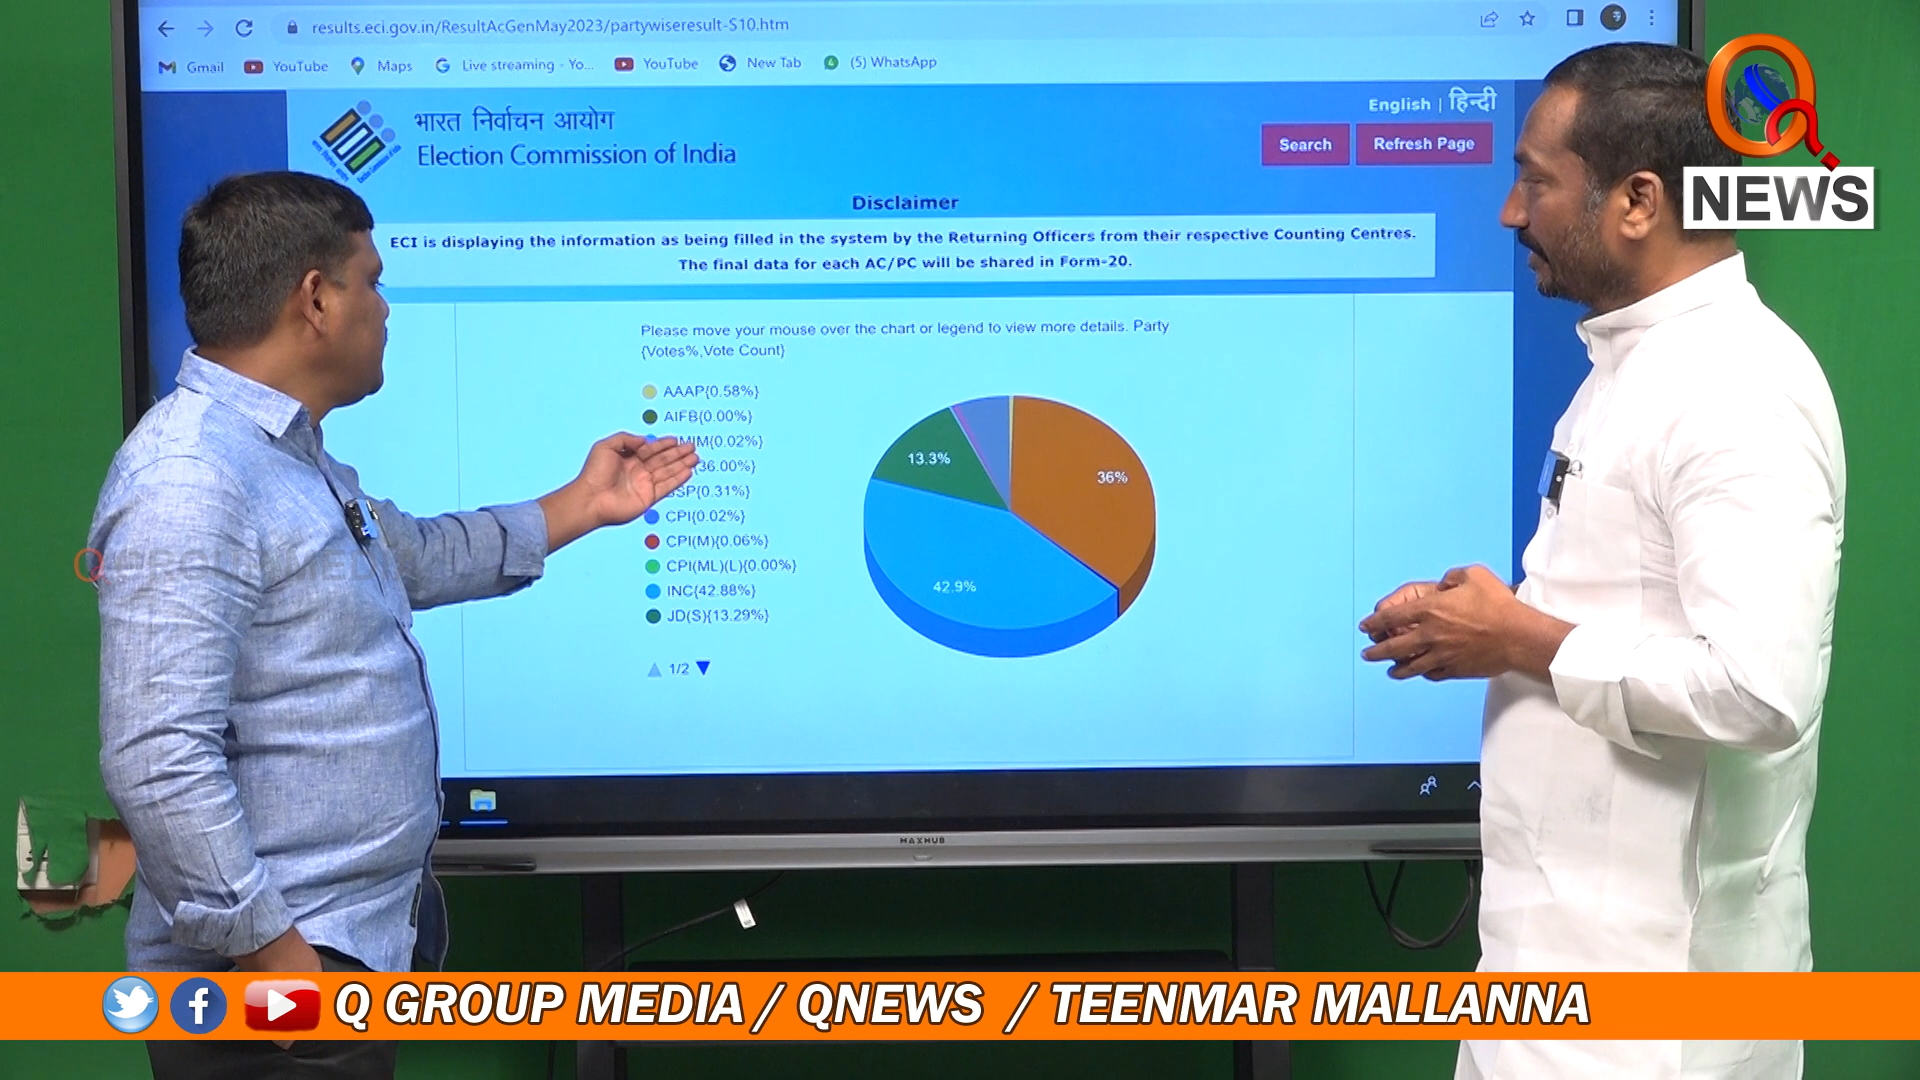 results.eci.gov.in/ResultAcGenMay2023/partywiseresult-S10.htm
Gmail YouTube Maps Live streaming - Yo... YouTube New Tab (5) WhatsApp
English | हिन्दी
भारत निर्वाचन आयोग
Election Commission of India
Search Refresh Page
NEWS
Disclaimer
ECI is displaying the information as being filled in the system by the Returning Officers from their respective Counting Centres.
The final data for each AC/PC will be shared in Form-20.
Please move your mouse over the chart or legend to view more details. Party
{Votes%,Vote Count}
AAAP{0.58%}
AIFB{0.00%}
MIM{0.02%}
{36.00%}
BSP{0.31%}
CPI{0.02%}
CPI(M){0.06%}
CPI(ML)(L){0.00%}
INC{42.88%}
JD(S){13.29%}
1/2
13.3%
36%
42.9%
MAXHUB
Q GROUP MEDIA / QNEWS / TEENMAR MALLANNA